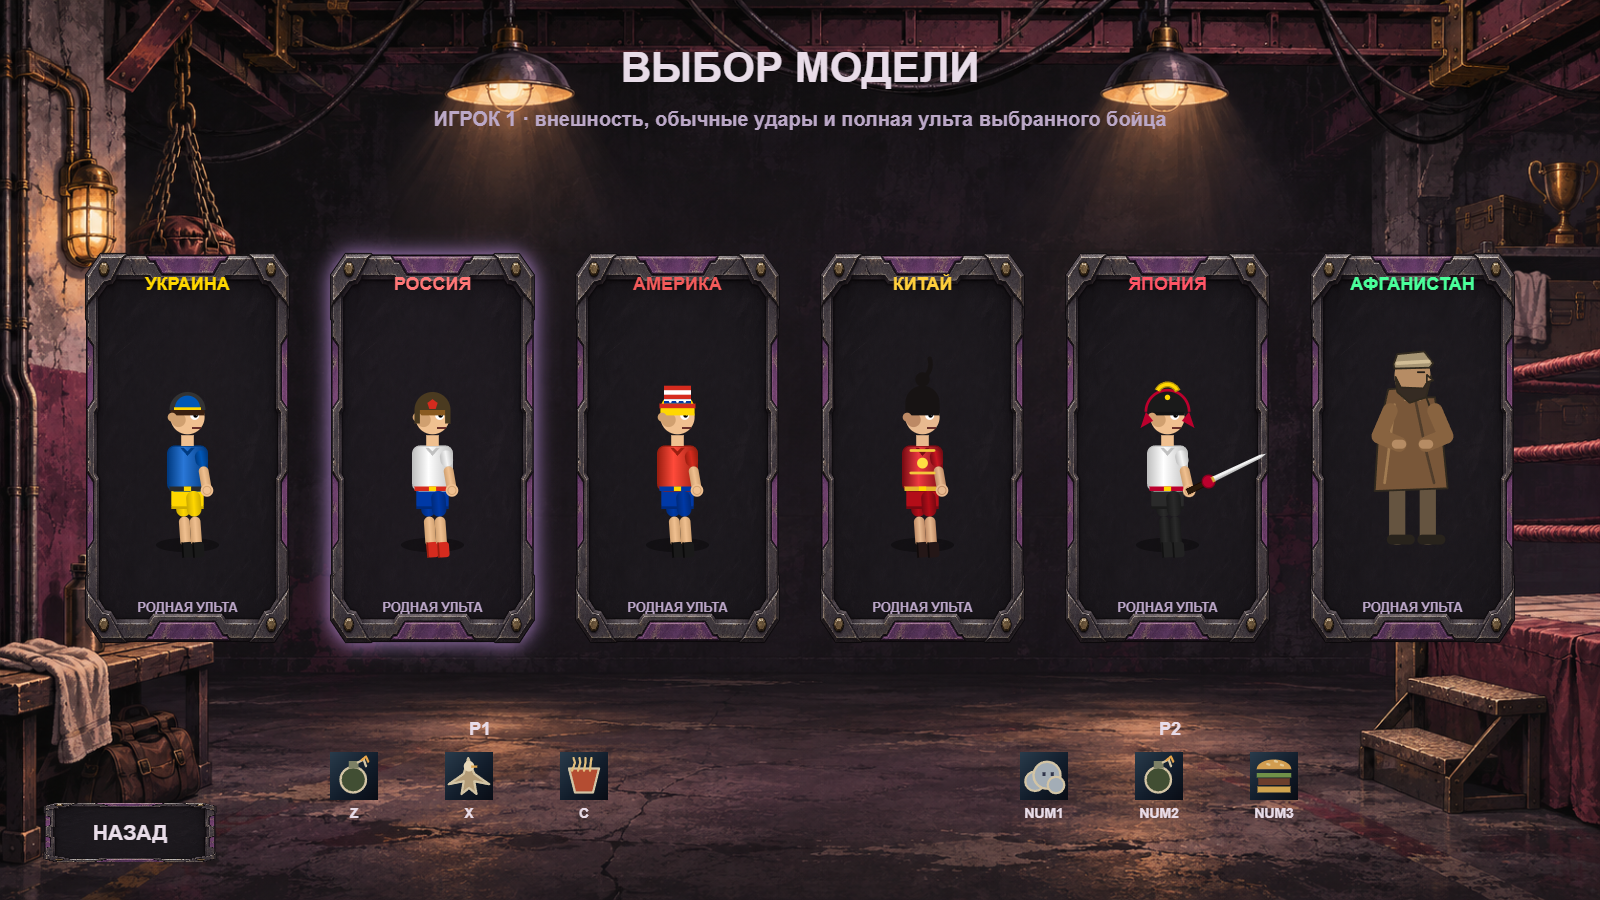 ВЫБОР МОДЕЛИ
ИГРОК 1 · внешность, обычные удары и полная ульта выбранного бойца
УКРАИНА
РОССИЯ
АМЕРИКА
КИТАЙ
ЯПОНИЯ
АФГАНИСТАН
РОДНАЯ УЛЬТА
РОДНАЯ УЛЬТА
РОДНАЯ УЛЬТА
РОДНАЯ УЛЬТА
РОДНАЯ УЛЬТА
РОДНАЯ УЛЬТА
P1
P2
Z
X
C
NUM1
NUM2
NUM3
НАЗАД